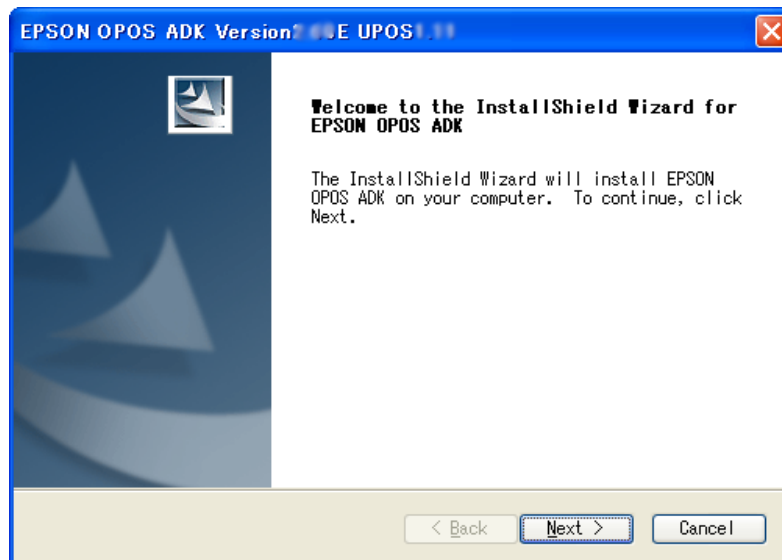 EPSON OPOS ADK Version E UPOS
Welcome to the InstallShield Wizard for
EPSON OPOS ADK
The InstallShield Wizard will install EPSON
OPOS ADK on your computer. To continue, click
Next.
< Back
Next >
Cancel